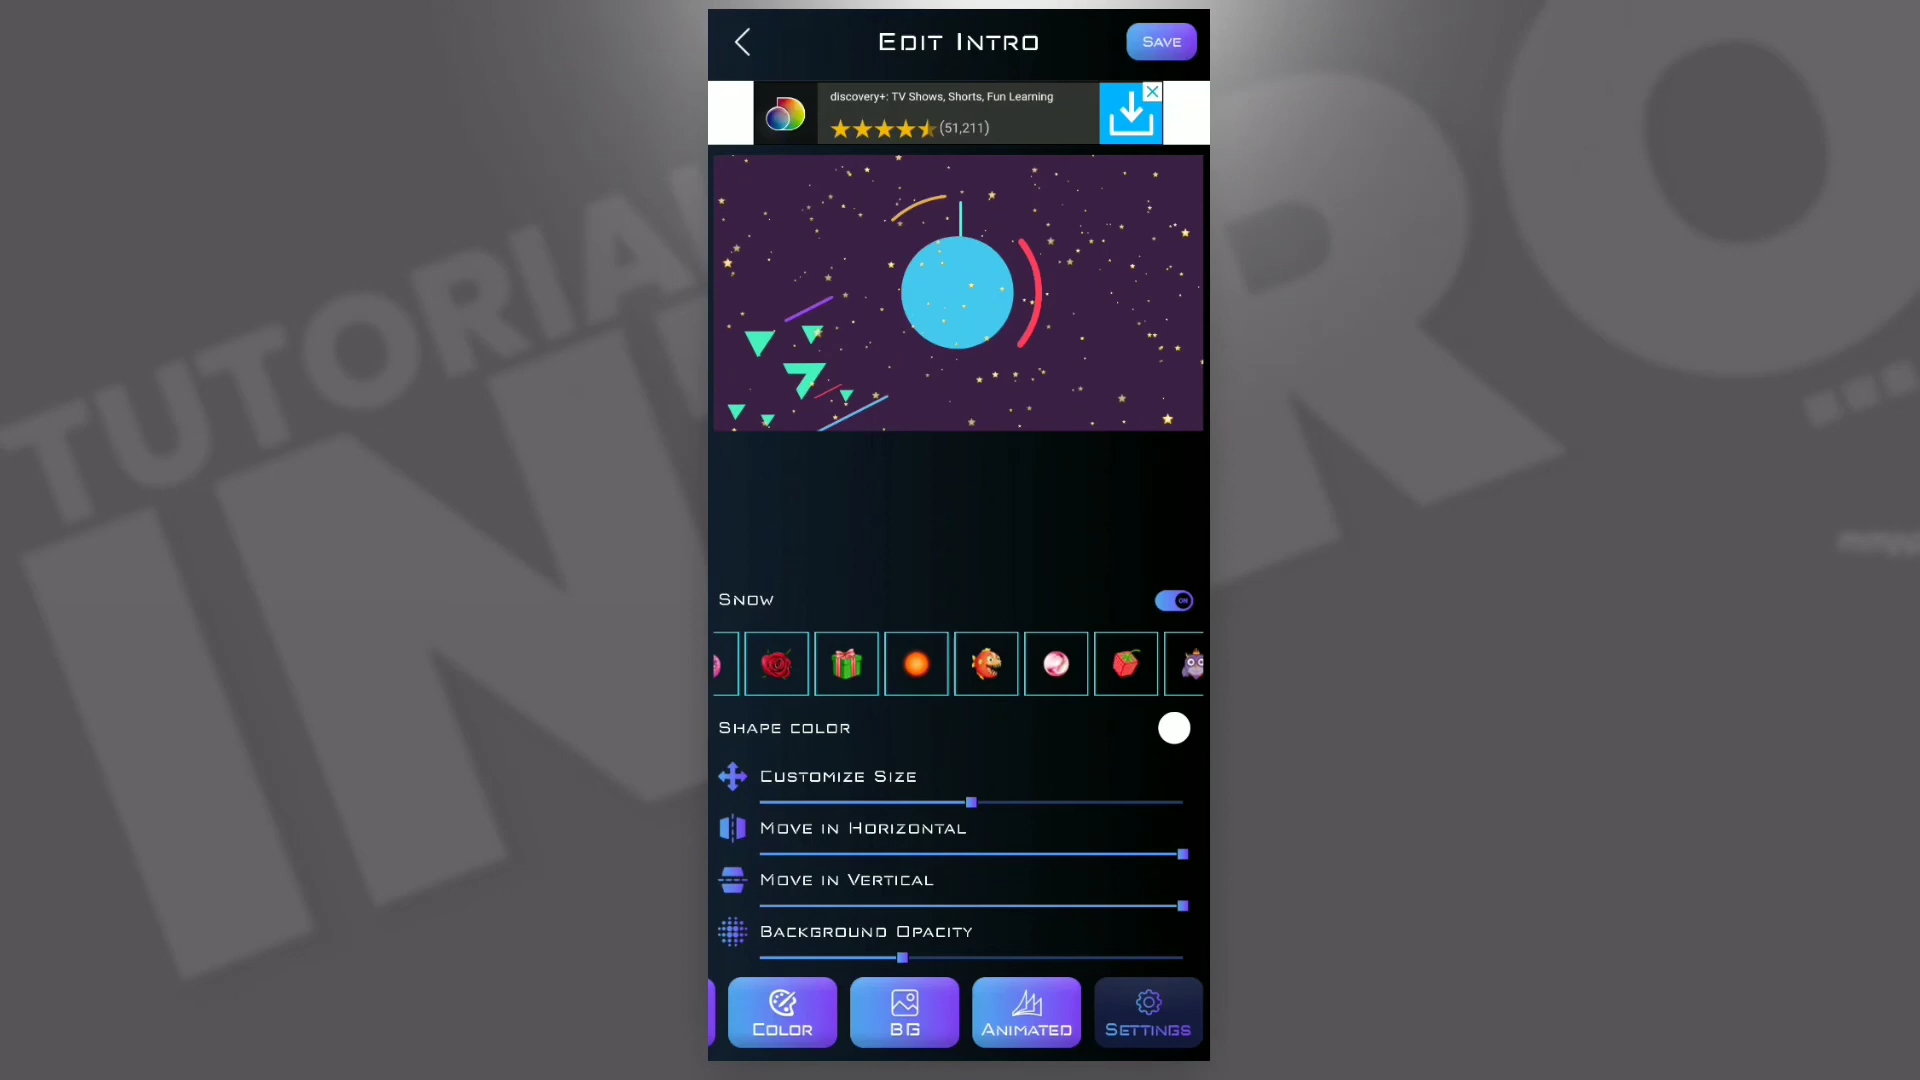 Edit Intro
Save
discovery+: TV Shows, Shorts, Fun Learning
(51,211)
Snow
ON
Shape color
Customize Size
Move in Horizontal
Move in Vertical
Background Opacity
Color
BG
Animated
Settings
TUTORIAL